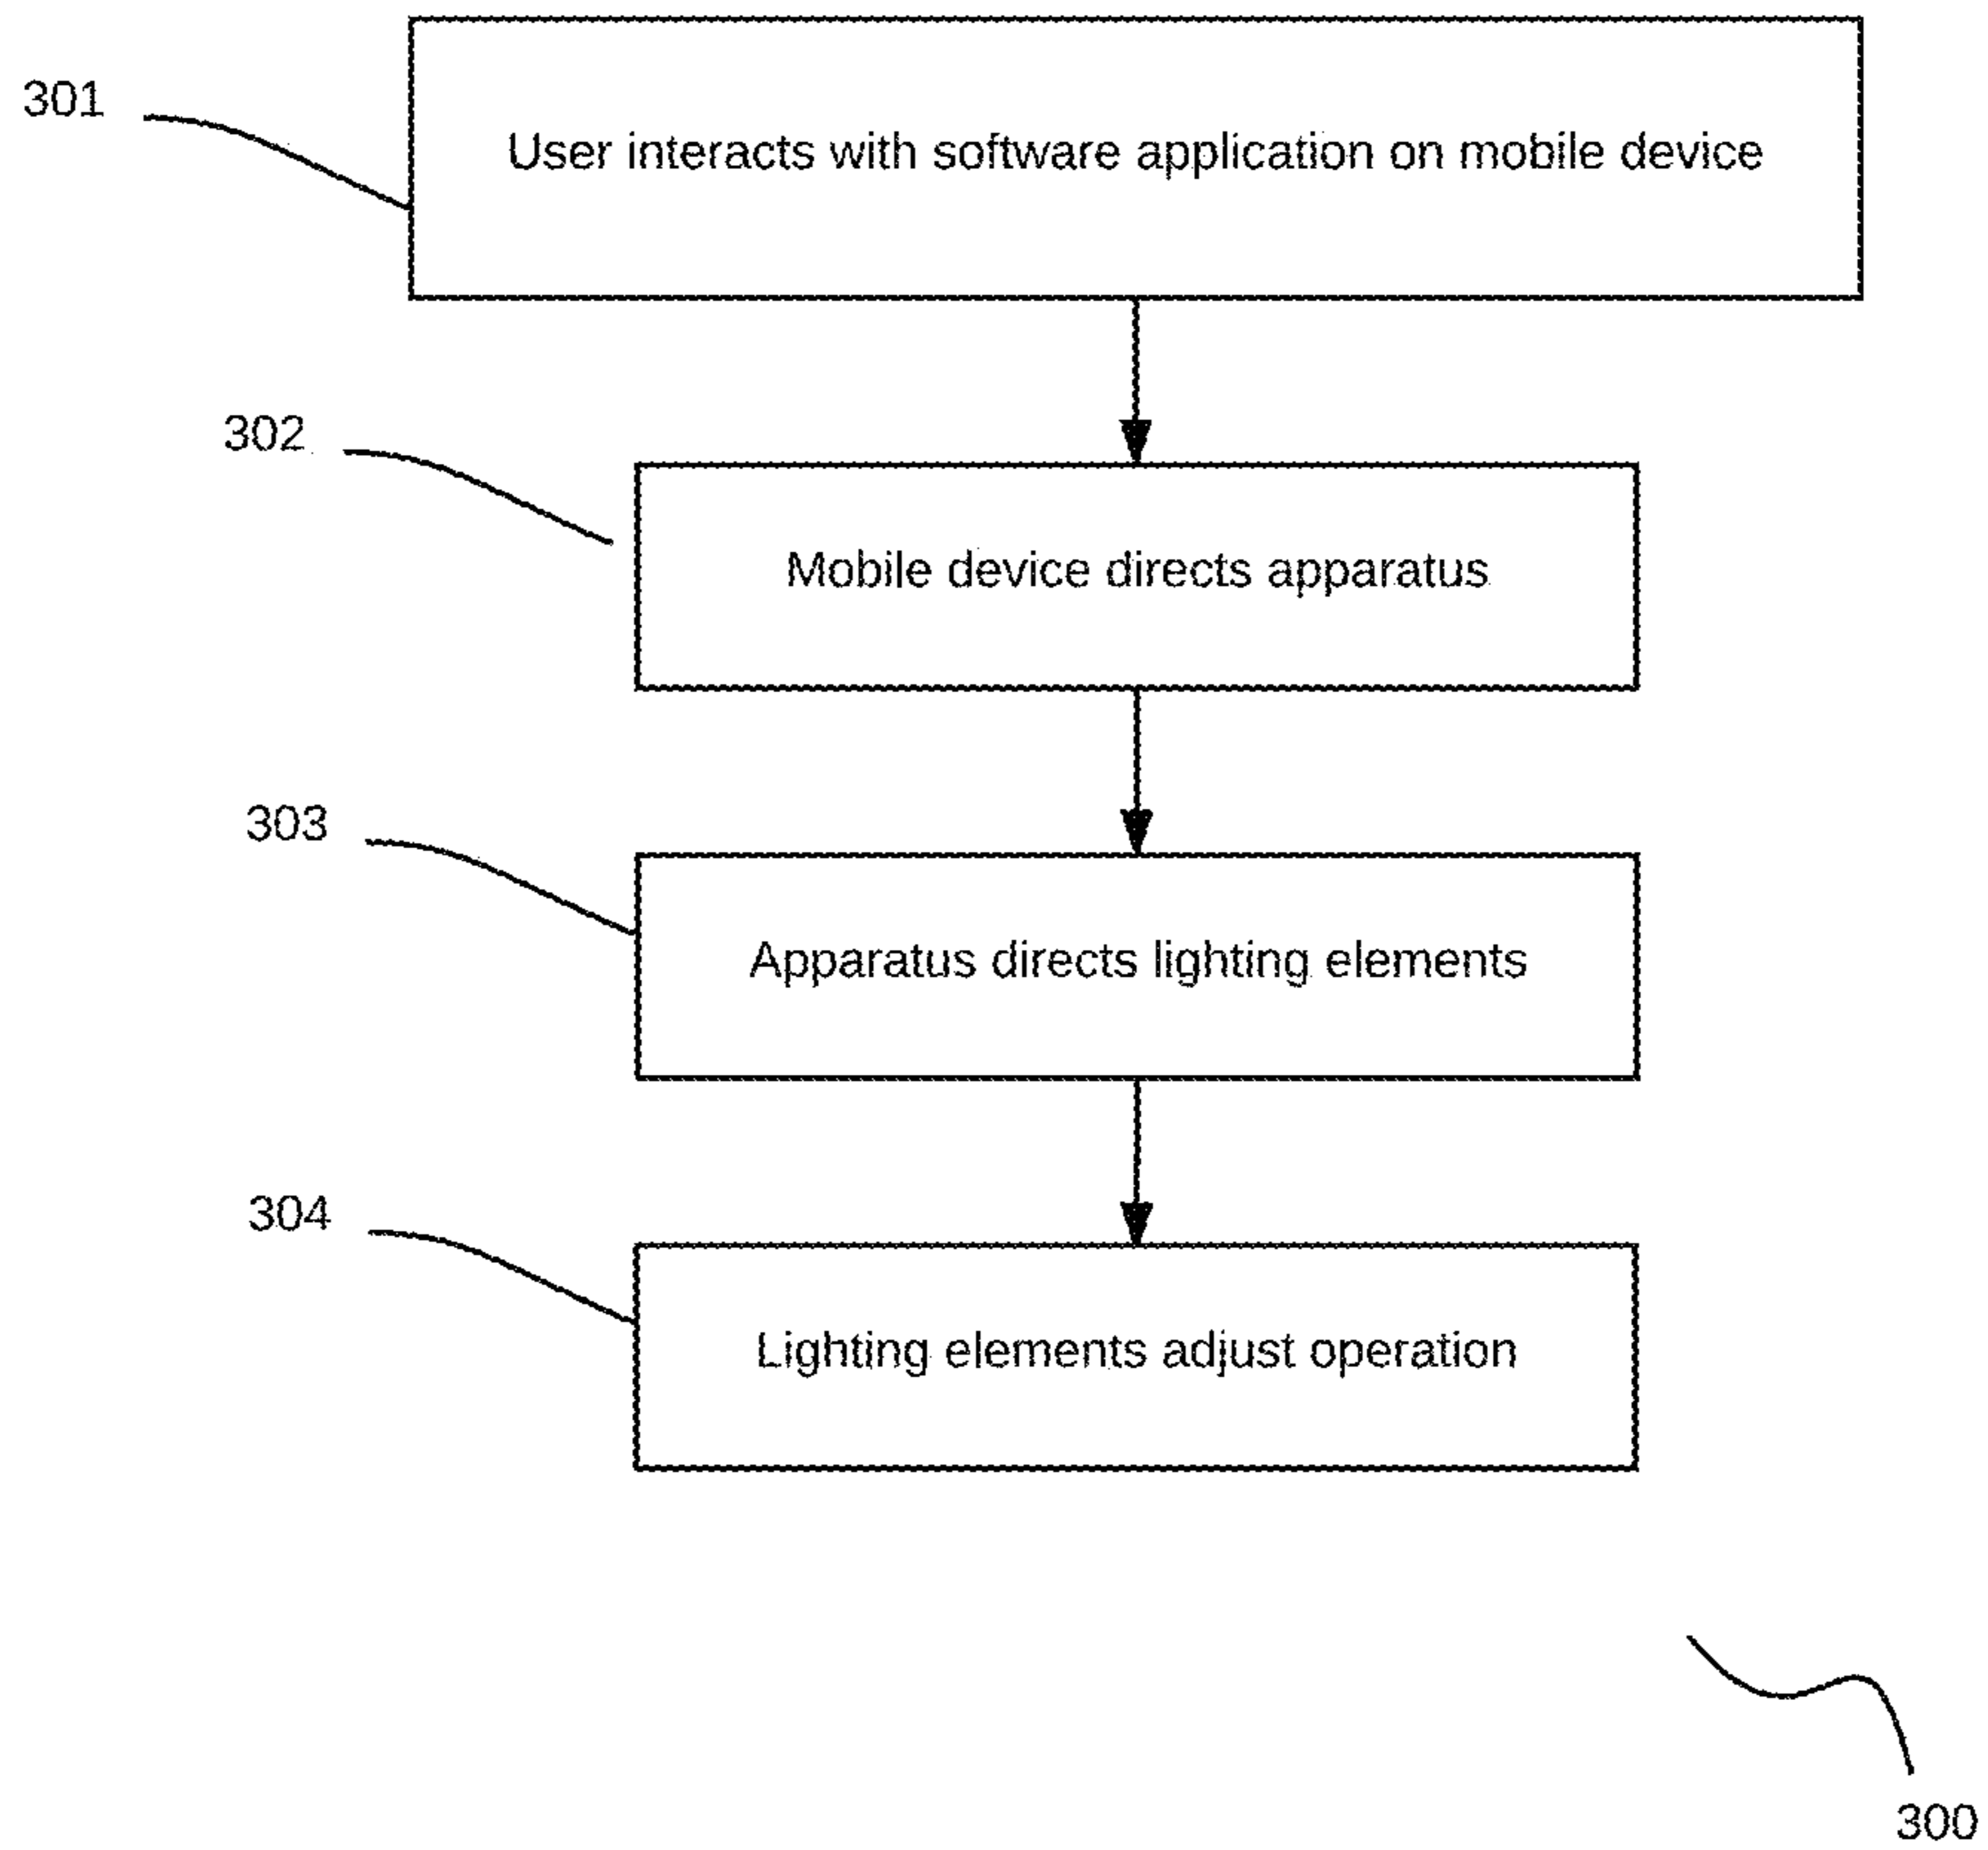 301
User interacts with software application on mobile device
302
Mobile device directs apparatus
303
Apparatus directs lighting elements
304
Lighting elements adjust operation
300